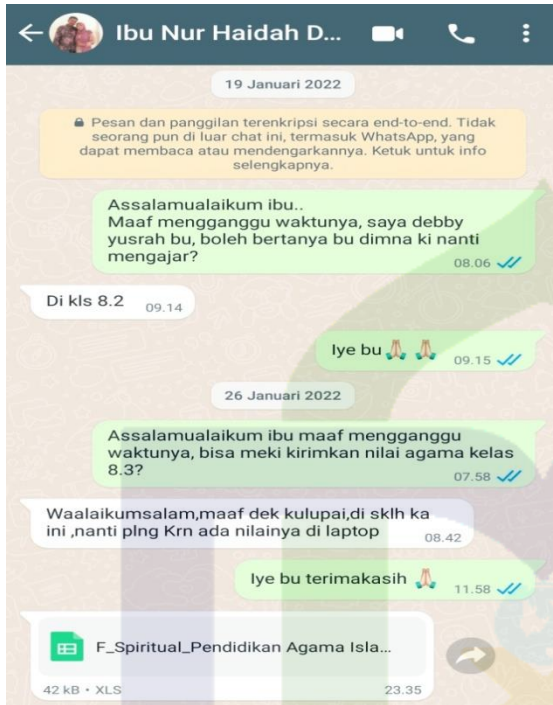 Ibu Nur Haidah D...
19 Januari 2022
Pesan dan panggilan terenkripsi secara end-to-end. Tidak
seorang pun di luar chat ini, termasuk WhatsApp, yang
dapat membaca atau mendengarkannya. Ketuk untuk info
selengkapnya.
Assalamualaikum ibu..
Maaf mengganggu waktunya, saya debby
yusrah bu, boleh bertanya bu dimna ki nanti
mengajar?
08.06
Di kls 8.2
09.14
Iye bu🙏🙏
09.15
26 Januari 2022
Assalamualaikum ibu maaf mengganggu
waktunya, bisa meki kirimkan nilai agama kelas
8.3?
07.58
Waalaikumsalam,maaf dek kulupai,di sklh ka
ini ,nanti plng Krn ada nilainya di laptop
08.42
Iye bu terimakasih 🙏
11.58
F_Spiritual_Pendidikan Agama Isla...
42 kB • XLS
23.35